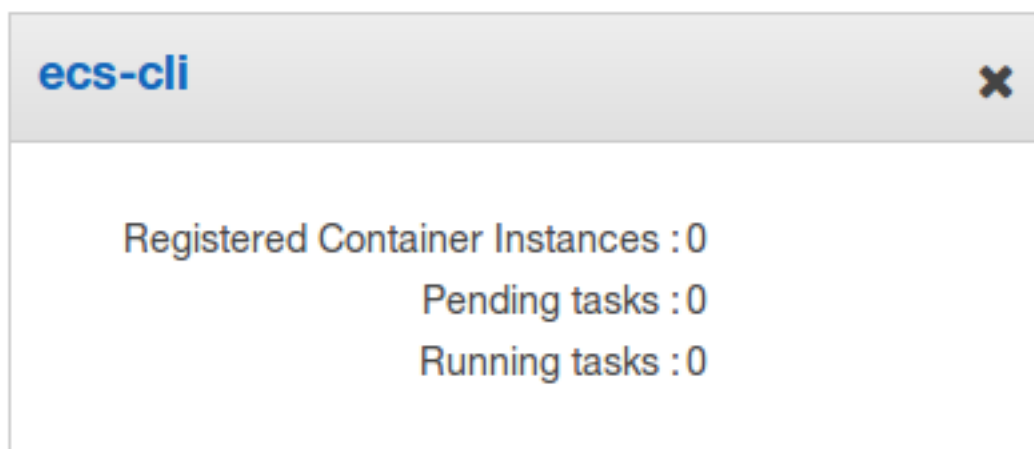 ecs-cli
Registered Container Instances : 0
Pending tasks : 0
Running tasks : 0